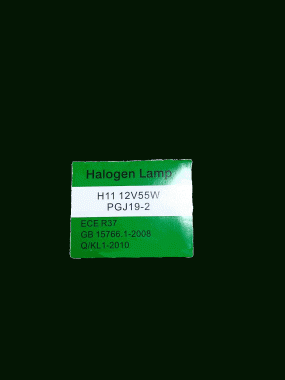 Halogen Lamp
H11 12V55W
PGJ19-2
ECE R37
GB 15766.1-2008
Q/KL1-2010